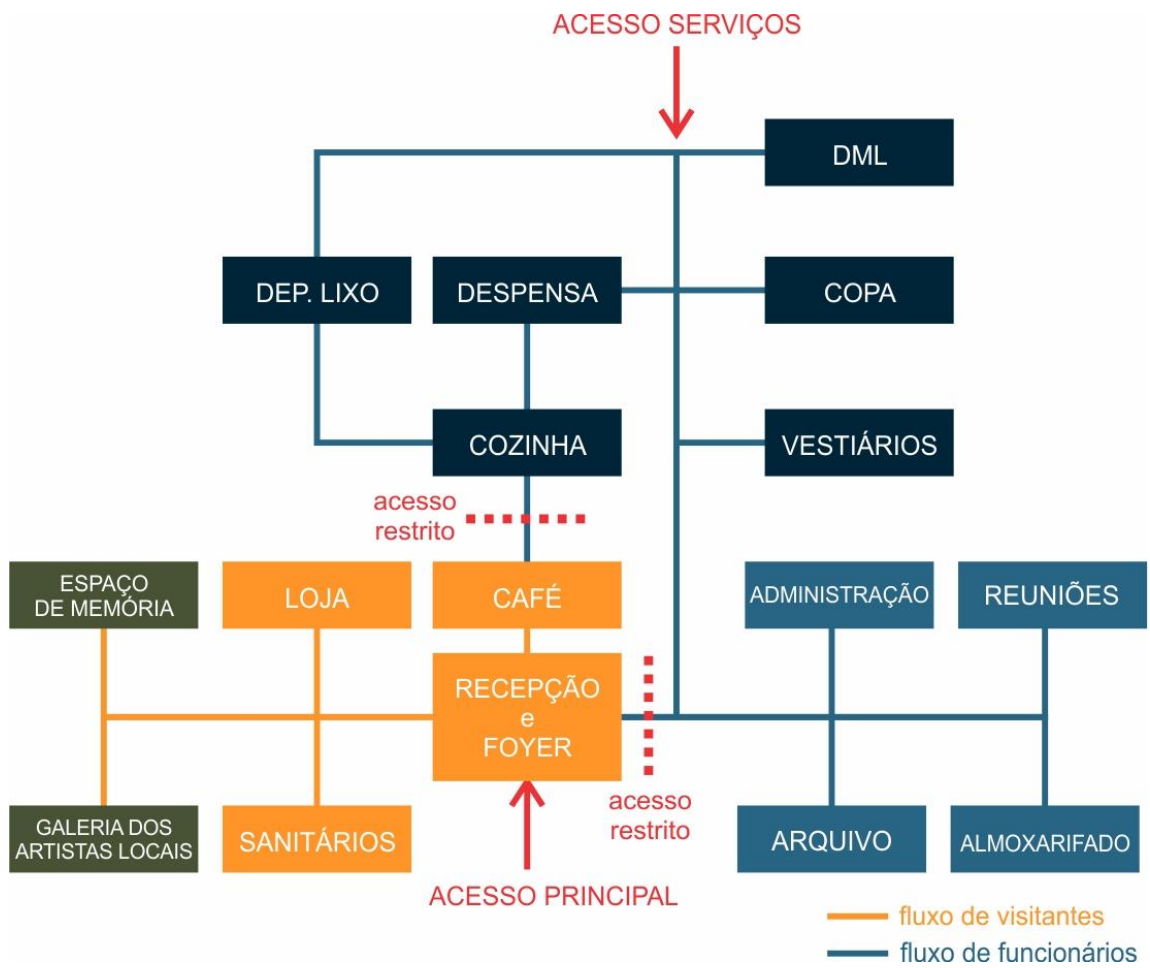 ACESSO SERVIÇOS
DML
DEP. LIXO
DESPENSA
COPA
COZINHA
VESTIÁRIOS
acesso
restrito
ESPAÇO
DE MEMÓRIA
LOJA
CAFÉ
ADMINISTRAÇÃO
REUNIÕES
RECEPÇÃO
e
FOYER
acesso
restrito
GALERIA DOS
ARTISTAS LOCAIS
SANITÁRIOS
ARQUIVO
ALMOXARIFADO
ACESSO PRINCIPAL
fluxo de visitantes
fluxo de funcionários